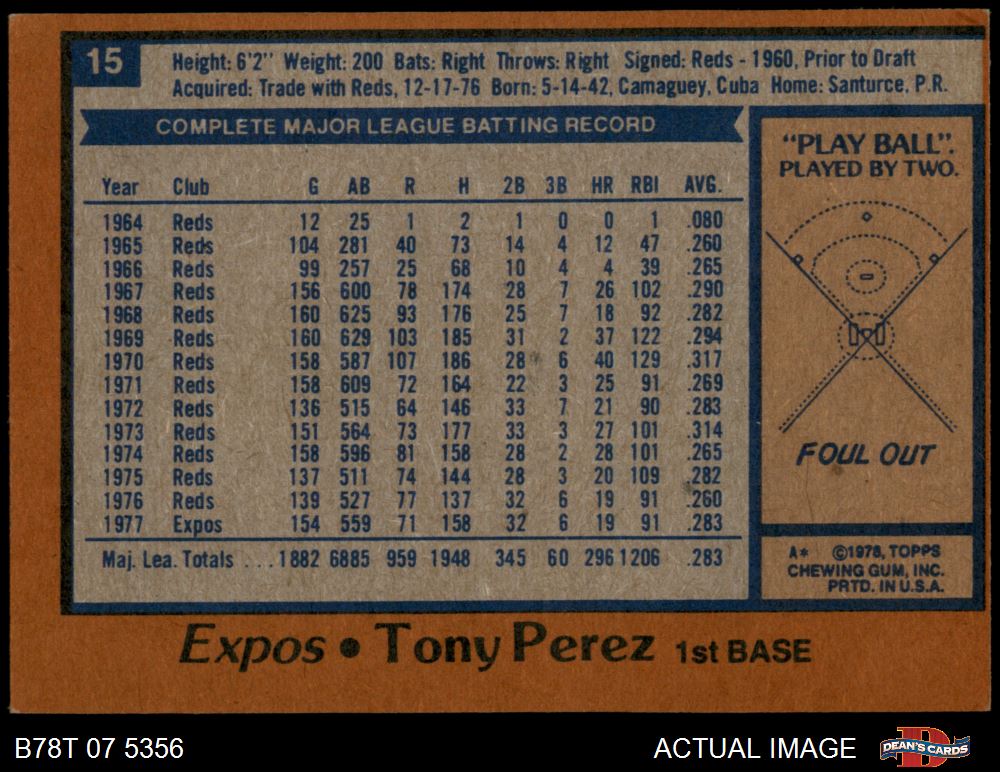 15
Height: 6'2'' Weight: 200 Bats: Right Throws: Right Signed: Reds - 1960, Prior to Draft
Acquired: Trade with Reds, 12-17-76 Born: 5-14-42, Camaguey, Cuba Home: Santurce, P.R.
COMPLETE MAJOR LEAGUE BATTING RECORD
Year Club G AB R H 2B 3B HR RBI AVG.
1964 Reds 12 25 1 2 1 0 0 1 .080
1965 Reds 104 281 40 73 14 4 12 47 .260
1966 Reds 99 257 25 68 10 4 4 39 .265
1967 Reds 156 600 78 174 28 7 26 102 .290
1968 Reds 160 625 93 176 25 7 18 92 .282
1969 Reds 160 629 103 185 31 2 37 122 .294
1970 Reds 158 587 107 186 28 6 40 129 .317
1971 Reds 158 609 72 164 22 3 25 91 .269
1972 Reds 136 515 64 146 33 7 21 90 .283
1973 Reds 151 564 73 177 33 3 27 101 .314
1974 Reds 158 596 81 158 28 2 28 101 .265
1975 Reds 137 511 74 144 28 3 20 109 .282
1976 Reds 139 527 77 137 32 6 19 91 .260
1977 Expos 154 559 71 158 32 6 19 91 .283
Maj. Lea. Totals ...1882 6885 959 1948 345 60 296 1206 .283
"PLAY BALL".
PLAYED BY TWO.
FOUL OUT
A* ©1978, TOPPS
CHEWING GUM, INC.
PRTD. IN U.S.A.
Expos • Tony Perez 1st BASE
B78T 07 5356
ACTUAL IMAGE
D
DEAN'S CARDS